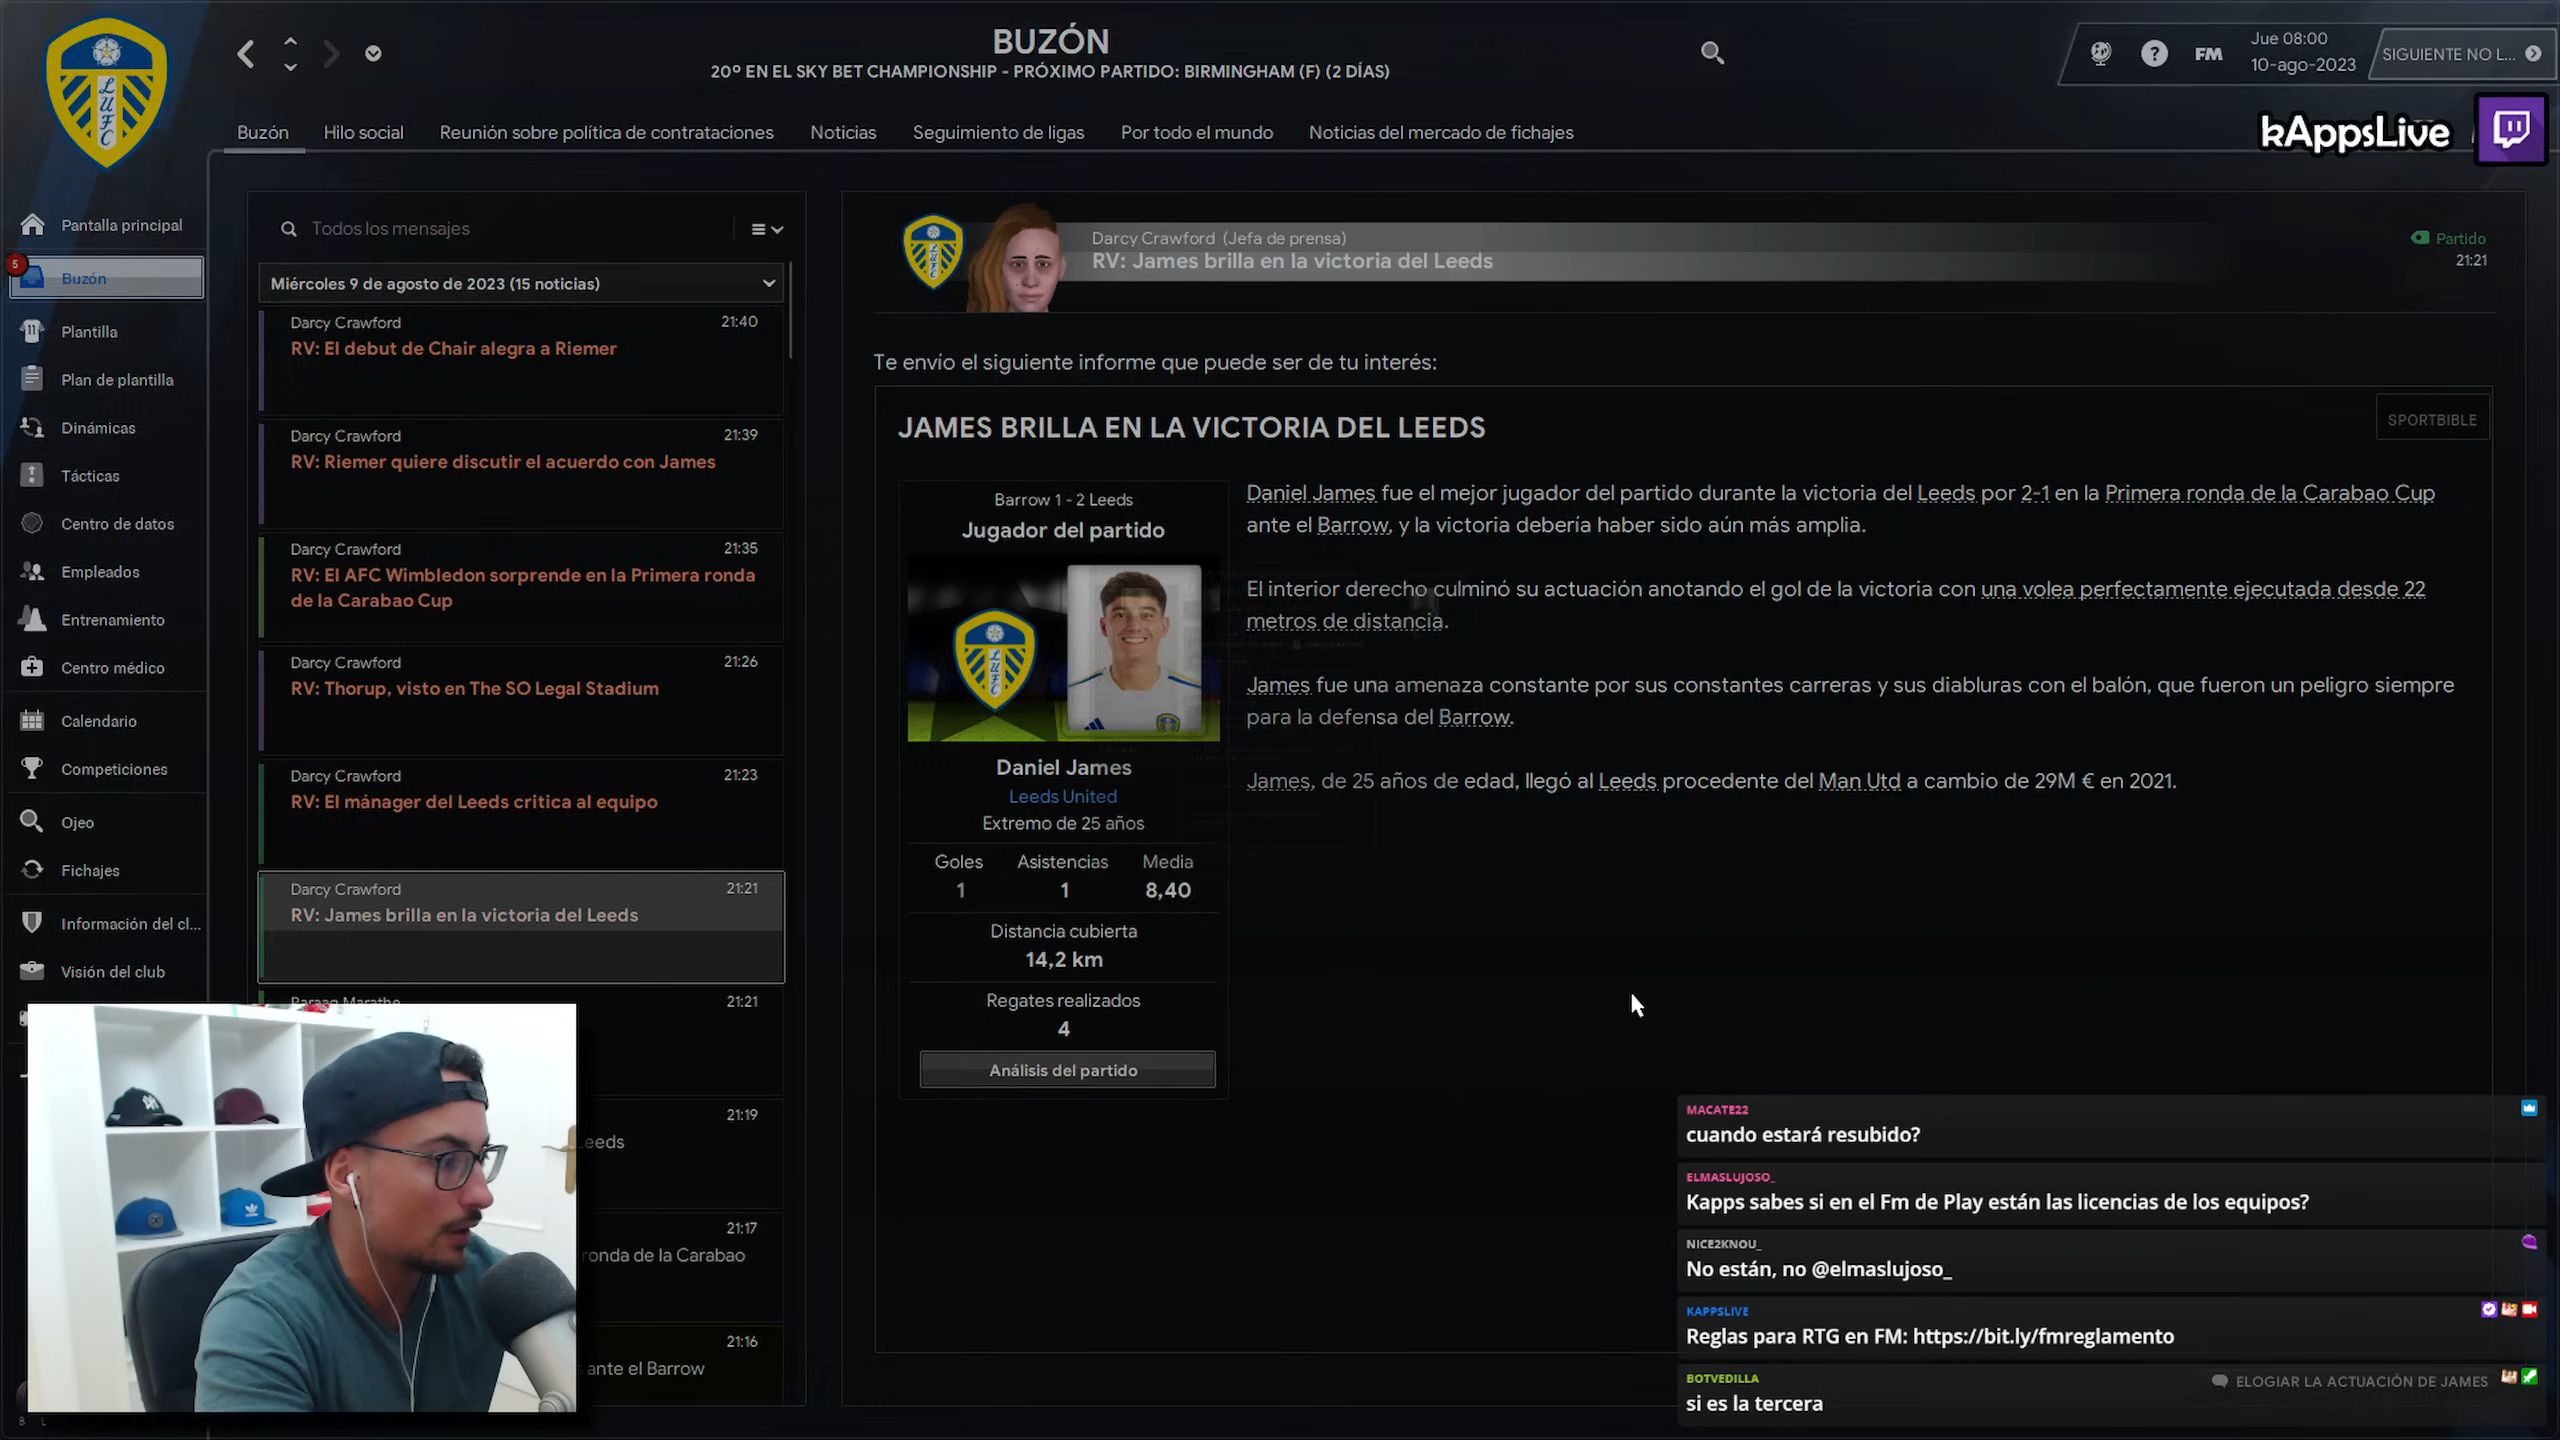 BUZÓN
20º EN EL SKY BET CHAMPIONSHIP - PRÓXIMO PARTIDO: BIRMINGHAM (F) (2 DÍAS)
FM
Jue 08:00
10-ago-2023
SIGUIENTE NO L...
kAppsLive
Buzón
Hilo social
Reunión sobre política de contrataciones
Noticias
Seguimiento de ligas
Por todo el mundo
Noticias del mercado de fichajes
LUFC
Pantalla principal
5
Buzón
Plantilla
Plan de plantilla
Dinámicas
Tácticas
Centro de datos
Empleados
Entrenamiento
Centro médico
Calendario
Competiciones
Ojeo
Fichajes
Información del cl...
Visión del club
Todos los mensajes
Miércoles 9 de agosto de 2023 (15 noticias)
Darcy Crawford 21:40
RV: El debut de Chair alegra a Riemer
Darcy Crawford 21:39
RV: Riemer quiere discutir el acuerdo con James
Darcy Crawford 21:35
RV: El AFC Wimbledon sorprende en la Primera ronda
de la Carabao Cup
Darcy Crawford 21:26
RV: Thorup, visto en The SO Legal Stadium
Darcy Crawford 21:23
RV: El mánager del Leeds critica al equipo
Darcy Crawford 21:21
RV: James brilla en la victoria del Leeds
Paraag Marathe 21:21
21:19
eeds
21:17
ronda de la Carabao
21:16
ante el Barrow
Darcy Crawford (Jefa de prensa)
RV: James brilla en la victoria del Leeds
Partido
21:21
Te envío el siguiente informe que puede ser de tu interés:
JAMES BRILLA EN LA VICTORIA DEL LEEDS
SPORTBIBLE
Barrow 1 - 2 Leeds
Jugador del partido
Daniel James
Leeds United
Extremo de 25 años
Goles Asistencias Media
1 1 8,40
Distancia cubierta
14,2 km
Regates realizados
4
Análisis del partido
Daniel James fue el mejor jugador del partido durante la victoria del Leeds por 2-1 en la Primera ronda de la Carabao Cup
ante el Barrow, y la victoria debería haber sido aún más amplia.
El interior derecho culminó su actuación anotando el gol de la victoria con una volea perfectamente ejecutada desde 22
metros de distancia.
James fue una amenaza constante por sus constantes carreras y sus diabluras con el balón, que fueron un peligro siempre
para la defensa del Barrow.
James, de 25 años de edad, llegó al Leeds procedente del Man Utd a cambio de 29M € en 2021.
MACATE22
cuando estará resubido?
ELMASLUJOSO_
Kapps sabes si en el Fm de Play están las licencias de los equipos?
NICE2KNOU_
No están, no @elmaslujoso_
KAPPSLIVE
Reglas para RTG en FM: https://bit.ly/fmreglamento
BOTVEDILLA
si es la tercera
ELOGIAR LA ACTUACIÓN DE JAMES